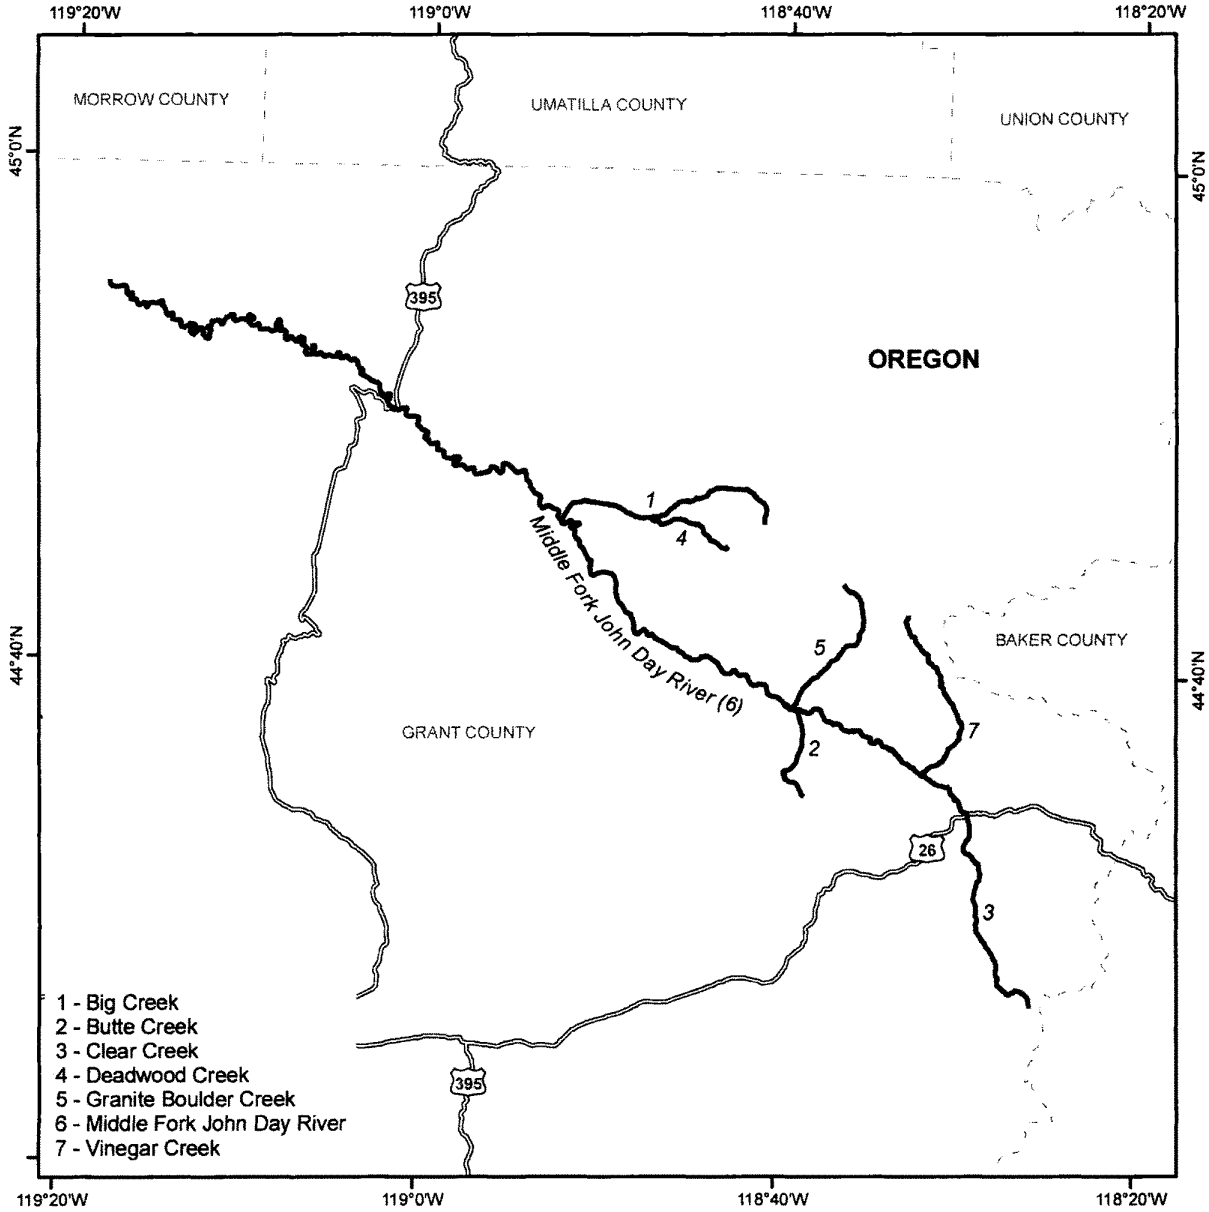 119°20'W 119°0'W 118°40'W 118°20'W
MORROW COUNTY
UMATILLA COUNTY
UNION COUNTY
45°0'N
45°0'N
395
OREGON
1
4
Middle Fork John Day River (6)
5
BAKER COUNTY
44°40'N
44°40'N
GRANT COUNTY
2
7
26
3
1 - Big Creek
2 - Butte Creek
3 - Clear Creek
4 - Deadwood Creek
5 - Granite Boulder Creek
6 - Middle Fork John Day River
7 - Vinegar Creek
395
119°20'W 119°0'W 118°40'W 118°20'W